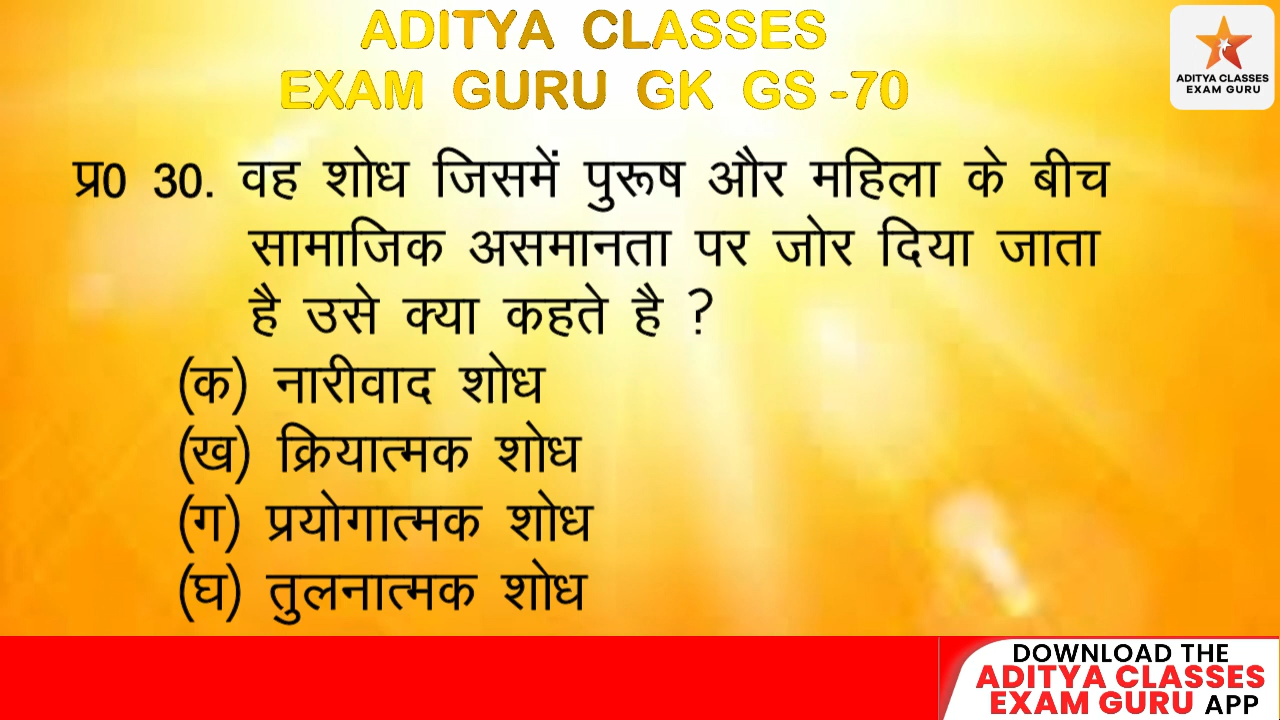 ADITYA CLASSES
EXAM GURU GK GS -70
ADITYA CLASSES
EXAM GURU
प्र0 30. वह शोध जिसमें पुरूष और महिला के बीच
सामाजिक असमानता पर जोर दिया जाता
है उसे क्या कहते है ?
(क) नारीवाद शोध
(ख) क्रियात्मक शोध
(ग) प्रयोगात्मक शोध
(घ) तुलनात्मक शोध
DOWNLOAD THE
ADITYA CLASSES
EXAM GURU APP